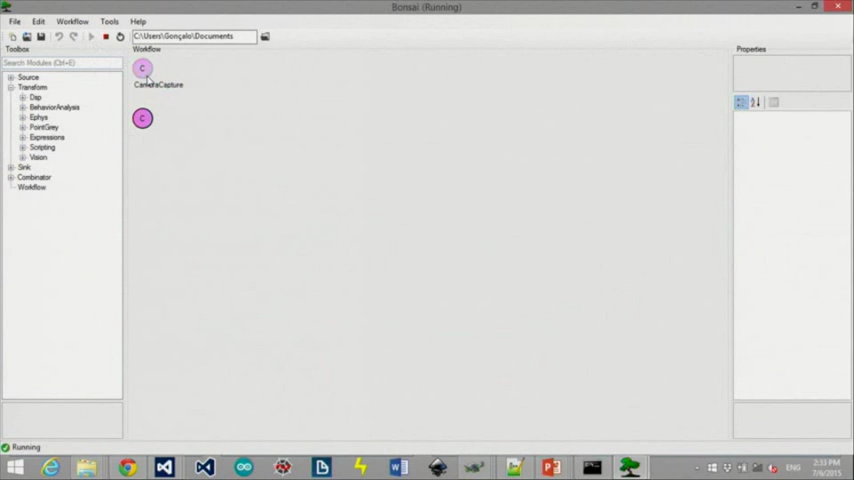 Bonsai (Running)
File Edit Workflow Tools Help
C:\Users\Gonçalo\Documents
Toolbox
Workflow
Properties
Search Modules (Ctrl+E)
C
CameraCapture
C
Source
Transform
Dsp
BehaviorAnalysis
Ephys
PointGrey
Expressions
Scripting
Vision
Sink
Combinator
Workflow
Running
ENG
2:33 PM
7/6/2015